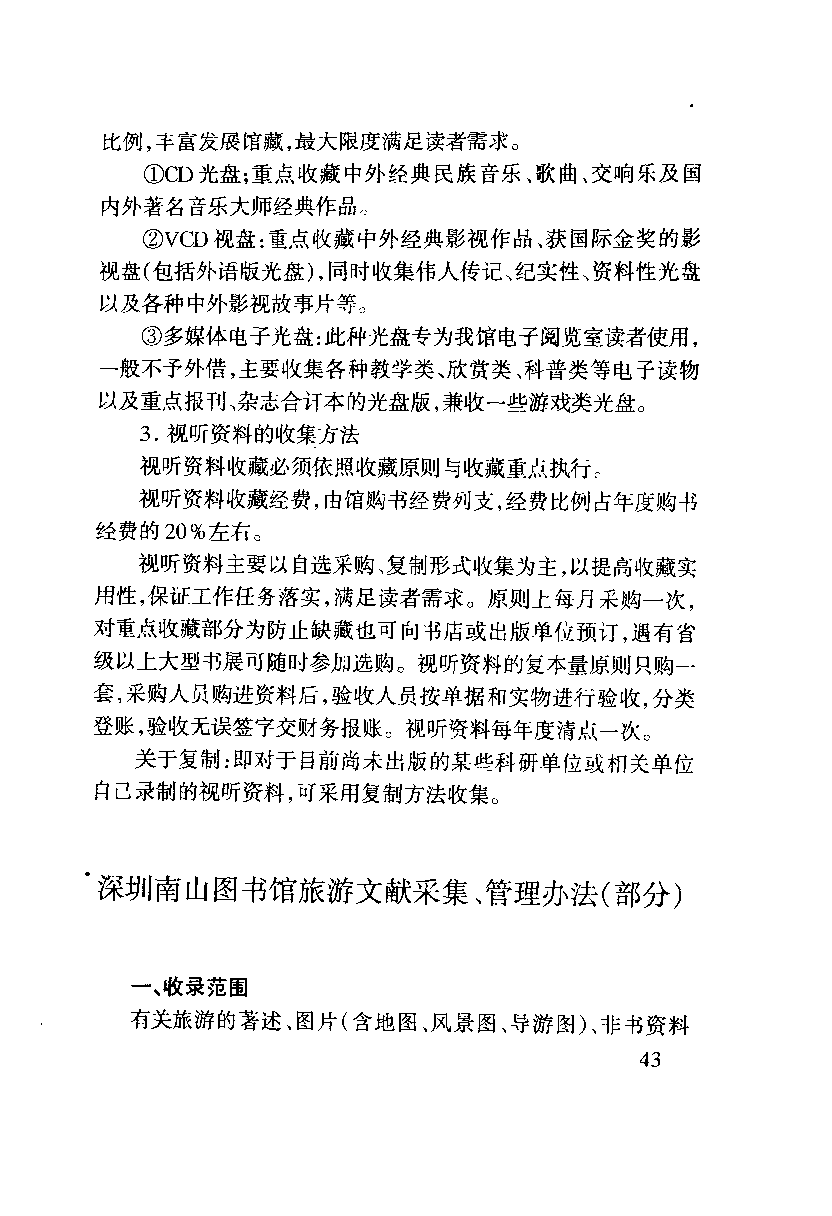 比例,丰富发展馆藏,最大限度满足读者需求。
①CD光盘;重点收藏中外经典民族音乐、歌曲、交响乐及国
内外著名音乐大师经典作品。
②VCD视盘:重点收藏中外经典影视作品、获国际金奖的影
视盘(包括外语版光盘),同时收集伟人传记、纪实性、资料性光盘
以及各种中外影视故事片等。
③多媒体电子光盘:此种光盘专为我馆电子阅览室读者使用,
一般不予外借,主要收集各种教学类、欣赏类、科普类等电子读物
以及重点报刊、杂志合订本的光盘版,兼收一些游戏类光盘。
3.视听资料的收集方法
视听资料收藏必须依照收藏原则与收藏重点执行。
视听资料收藏经费,由馆购书经费列支,经费比例占年度购书
经费的20%左右。
视听资料主要以自选采购、复制形式收集为主,以提高收藏实
用性,保证工作任务落实,满足读者需求。原则上每月采购一次,
对重点收藏部分为防止缺藏也可向书店或出版单位预订,遇有省
级以上大型书展可随时参加选购。视听资料的复本量原则只购一
套,采购人员购进资料后,验收人员按单据和实物进行验收,分类
登账,验收无误签字交财务报账。视听资料每年度清点一次。
关于复制:即对于目前尚未出版的某些科研单位或相关单位
自己录制的视听资料,可采用复制方法收集。
深圳南山图书馆旅游文献采集、管理办法(部分)
一、收录范围
有关旅游的著述、图片(含地图、风景图、导游图)、非书资料
43